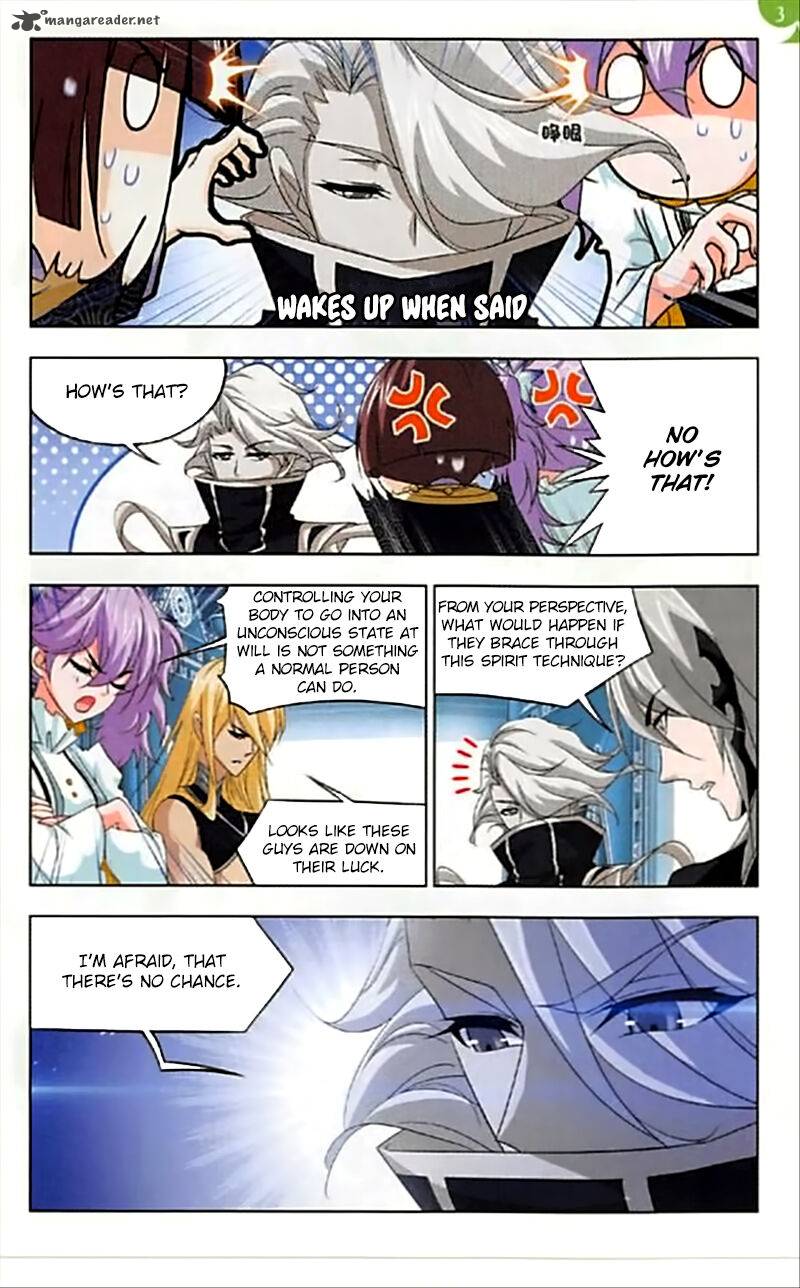 mangareader.net
3
睁眼
WAKES UP WHEN SAID
HOW'S THAT?
NO
HOW'S
THAT!
CONTROLLING YOUR
BODY TO GO INTO AN
UNCONSCIOUS STATE AT
WILL IS NOT SOMETHING
A NORMAL PERSON
CAN DO.
LOOKS LIKE THESE
GUYS ARE DOWN ON
THEIR LUCK.
FROM YOUR PERSPECTIVE,
WHAT WOULD HAPPEN IF
THEY BRACE THROUGH
THIS SPIRIT TECHNIQUE?
I'M AFRAID, THAT
THERE'S NO CHANCE.